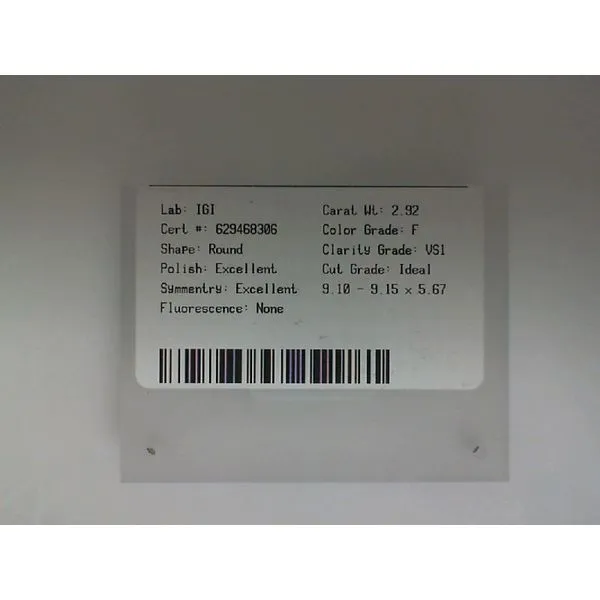 Lab: IGI
Cert #: 629468306
Shape: Round
Polish: Excellent
Symmentry: Excellent
Fluorescence: None
Carat Wt: 2.92
Color Grade: F
Clarity Grade: VS1
Cut Grade: Ideal
9.10 - 9.15 x 5.67